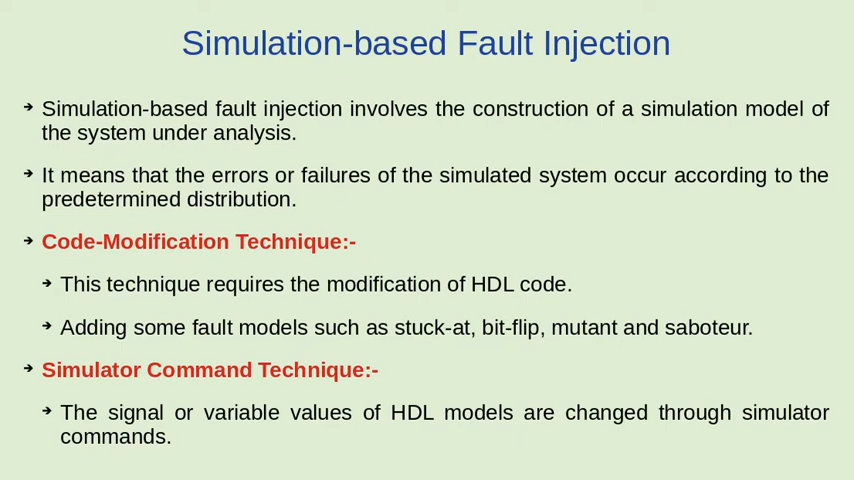 Simulation-based Fault Injection
➔ Simulation-based fault injection involves the construction of a simulation model of
the system under analysis.
➔ It means that the errors or failures of the simulated system occur according to the
predetermined distribution.
➔ Code-Modification Technique:-
➔ This technique requires the modification of HDL code.
➔ Adding some fault models such as stuck-at, bit-flip, mutant and saboteur.
➔ Simulator Command Technique:-
➔ The signal or variable values of HDL models are changed through simulator
commands.